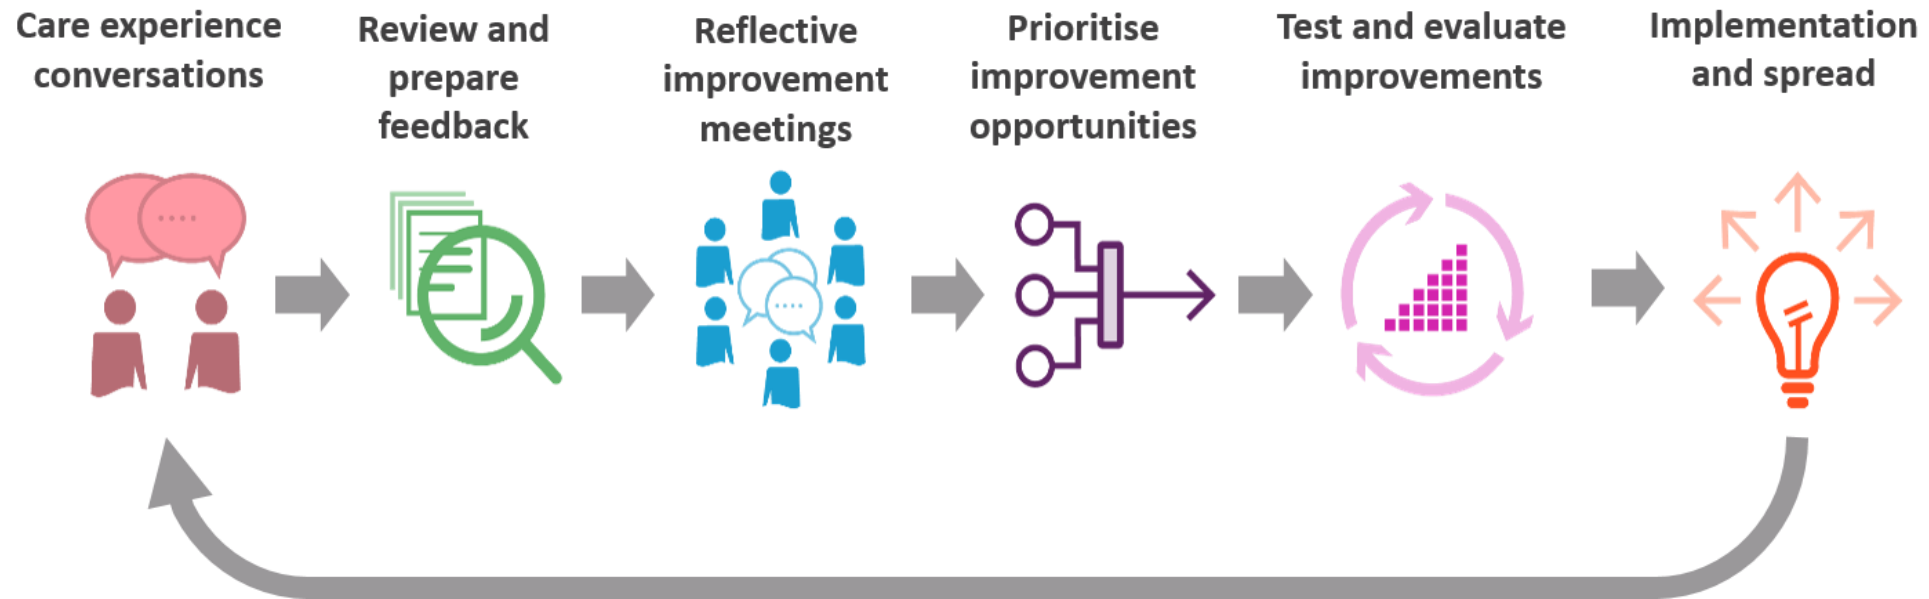 Care experience
conversations
Review and
prepare
feedback
Reflective
improvement
meetings
Prioritise
improvement
opportunities
Test and evaluate
improvements
Implementation
and spread